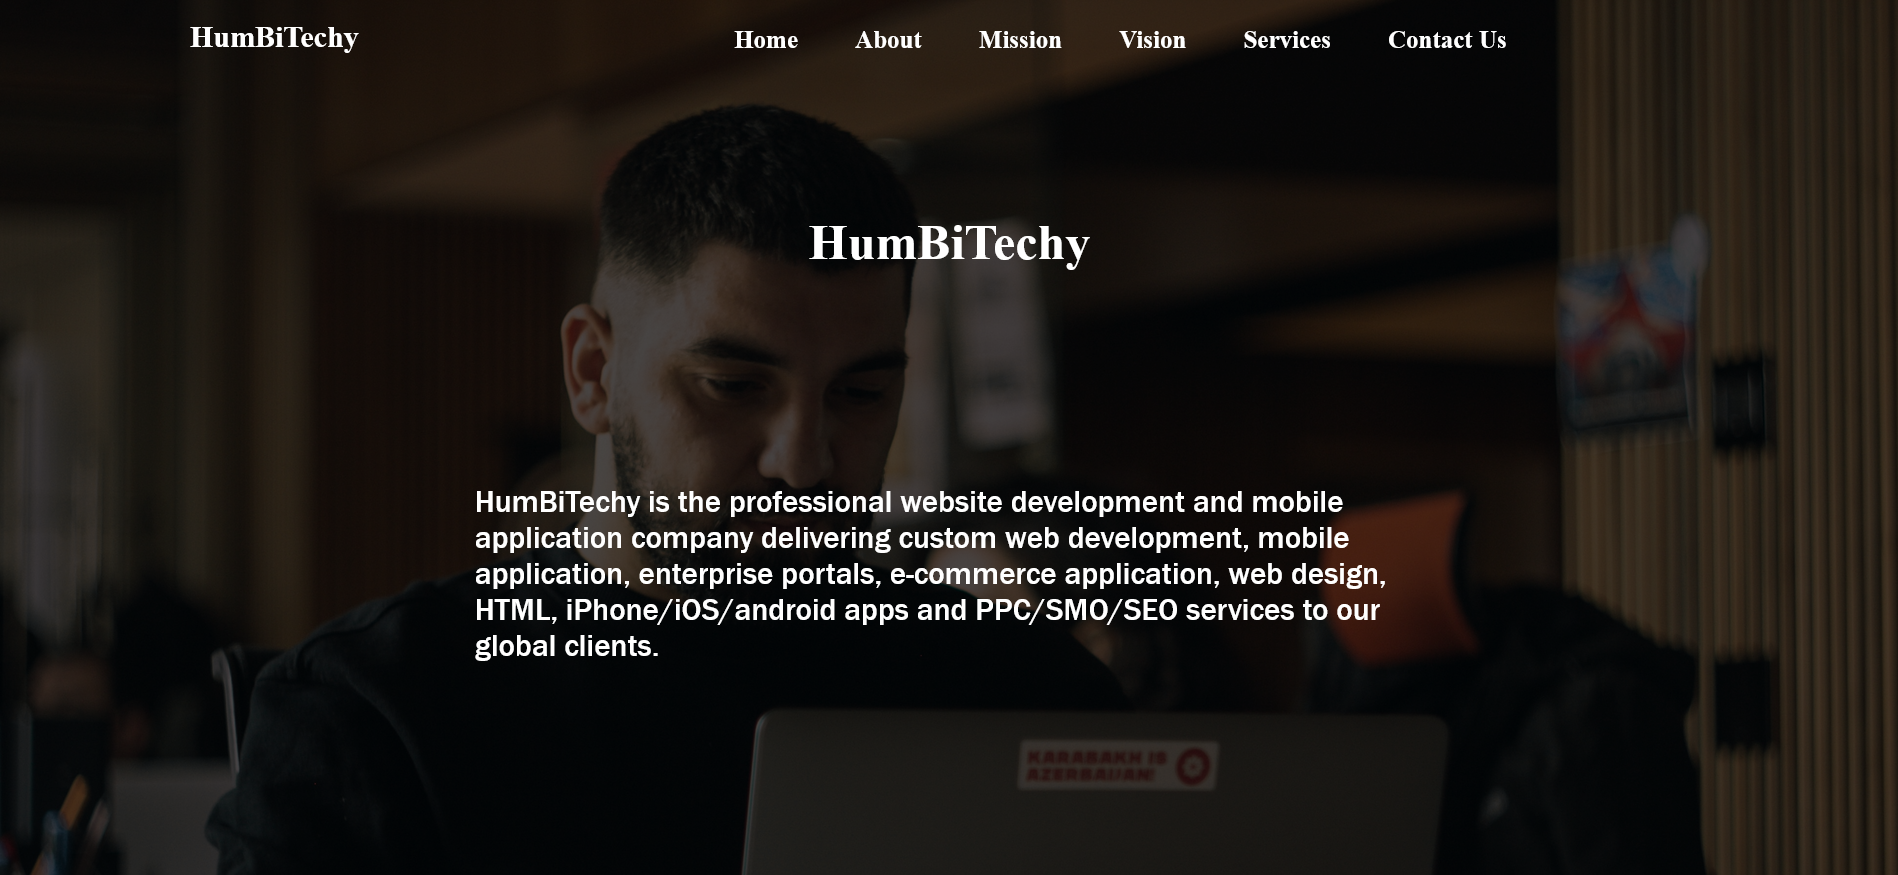 HumBiTechy
Home About Mission Vision Services Contact Us
HumBiTechy
HumBiTechy is the professional website development and mobile
application company delivering custom web development, mobile
application, enterprise portals, e-commerce application, web design,
HTML, iPhone/iOS/android apps and PPC/SMO/SEO services to our
global clients.
KARABAKH IS
AZERBAIJAN!